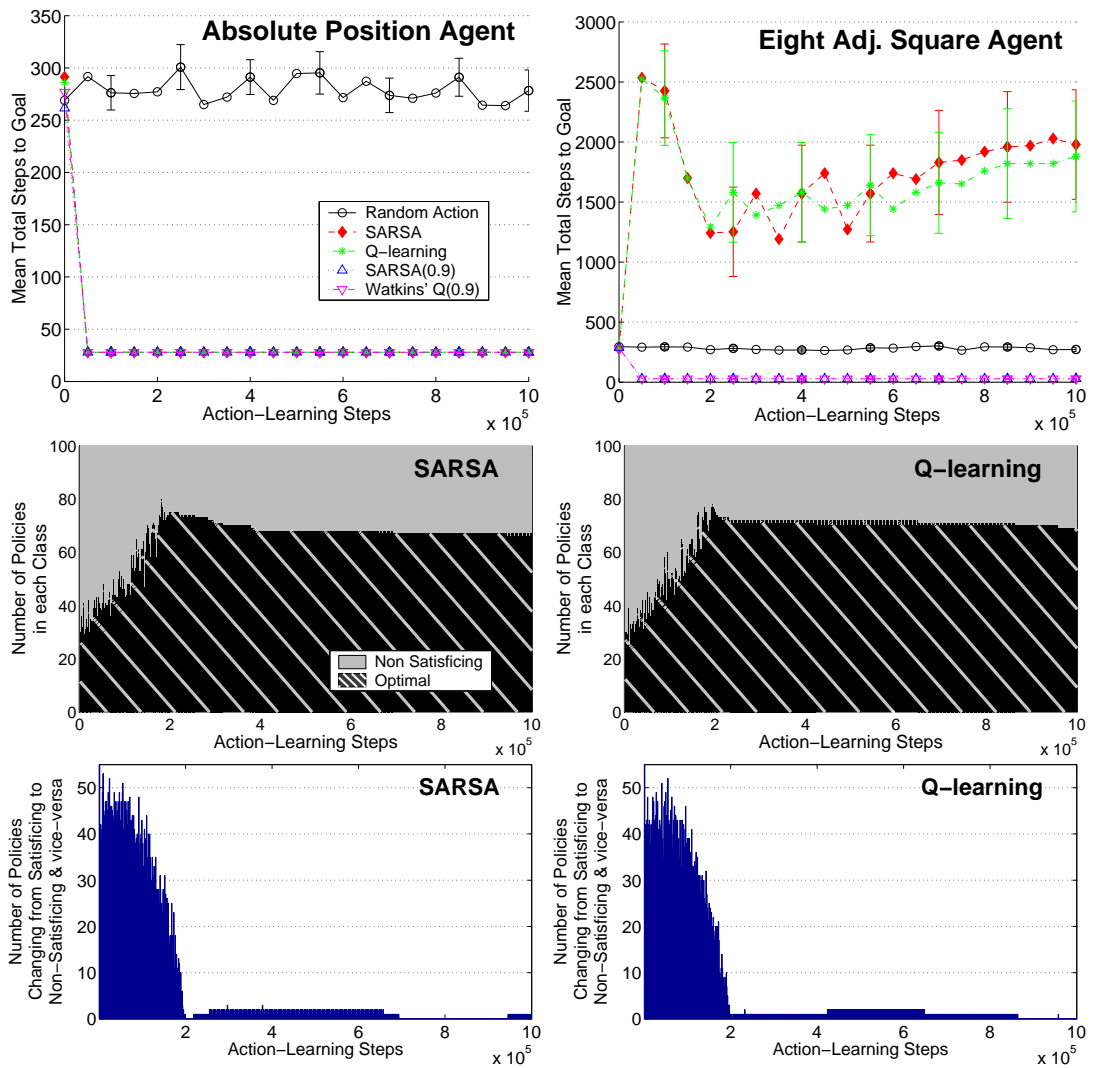 Absolute Position Agent
Mean Total Steps to Goal
350
300
250
200
150
100
50
0
Random Action
SARSA
Q−learning
SARSA(0.9)
Watkins' Q(0.9)
0 2 4 6 8 10
Action−Learning Steps
x 10^5
Eight Adj. Square Agent
Mean Total Steps to Goal
3000
2500
2000
1500
1000
500
0
0 2 4 6 8 10
Action−Learning Steps
x 10^5
SARSA
Number of Policies
in each Class
100
80
60
40
20
0
Non Satisficing
Optimal
0 2 4 6 8 10
Action−Learning Steps
x 10^5
Q−learning
Number of Policies
in each Class
100
80
60
40
20
0
0 2 4 6 8 10
Action−Learning Steps
x 10^5
SARSA
Number of Policies
Changing from Satisficing to
Non−Satisficing & vice−versa
50
40
30
20
10
0
2 4 6 8 10
Action−Learning Steps
x 10^5
Q−learning
Number of Policies
Changing from Satisficing to
Non−Satisficing & vice−versa
50
40
30
20
10
0
2 4 6 8 10
Action−Learning Steps
x 10^5